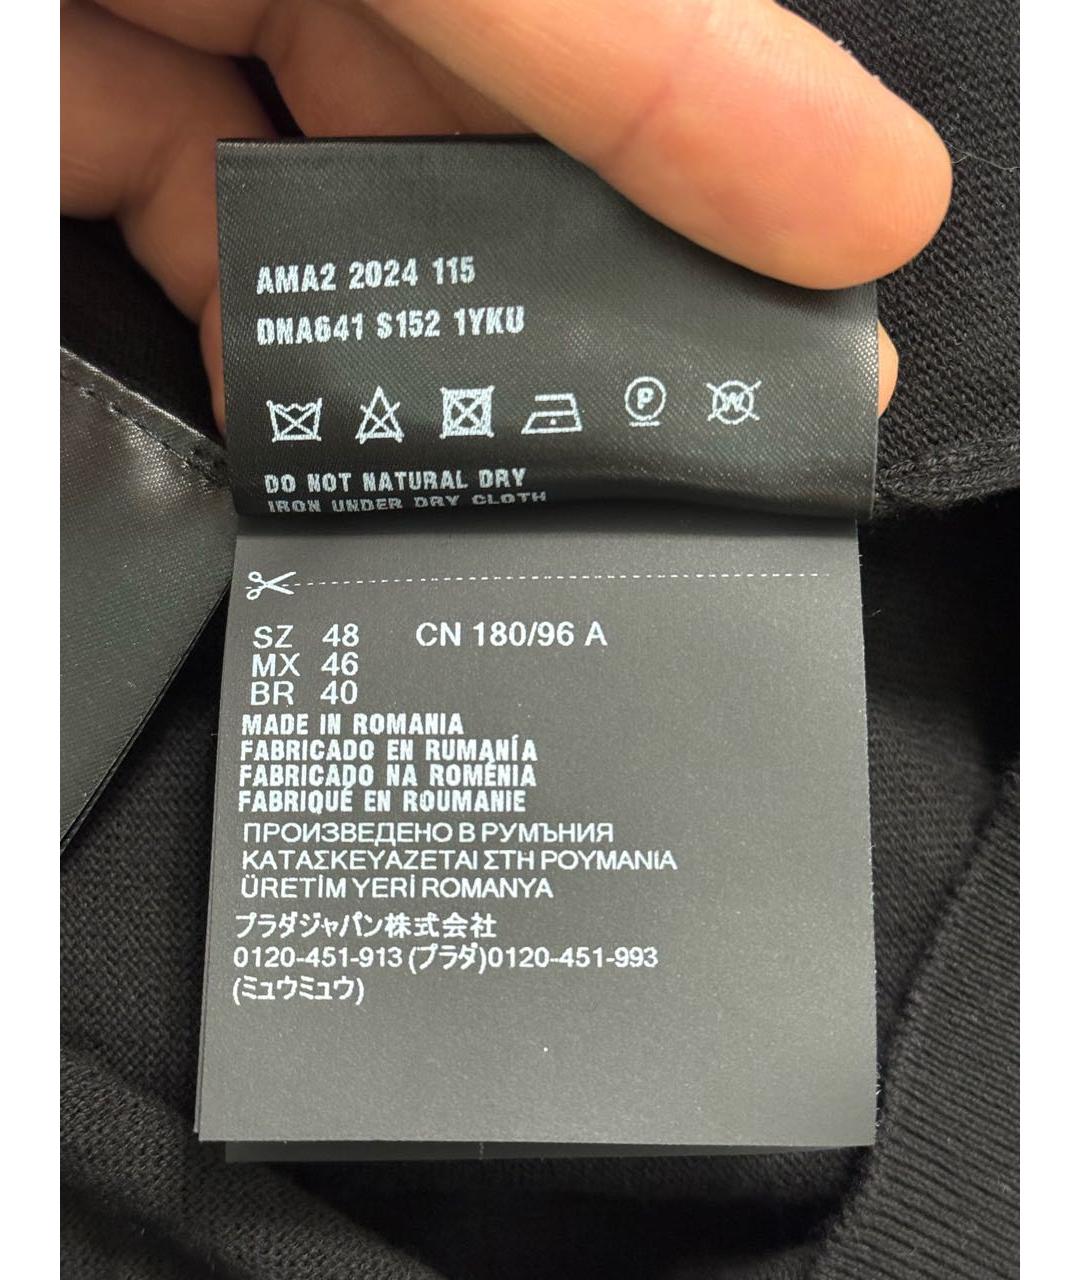 AMA2 2024 115
DNA641 S152 1YKU
P W
DO NOT NATURAL DRY
IRON UNDER DRY CLOTH
SZ 48 CN 180/96 A
MX 46
BR 40
MADE IN ROMANIA
FABRICADO EN RUMANÍA
FABRICADO NA ROMÉNIA
FABRIQUÉ EN ROUMANIE
ПРОИЗВЕДЕНО В РУМЪНИЯ
ΚΑΤΑΣΚΕΥΑΖΕΤΑΙ ΣΤΗ ΡΟΥΜΑΝΙΑ
ÜRETİM YERİ ROMANYA
プラダジャパン株式会社
0120-451-913 (プラダ)0120-451-993
(ミュウミュウ)